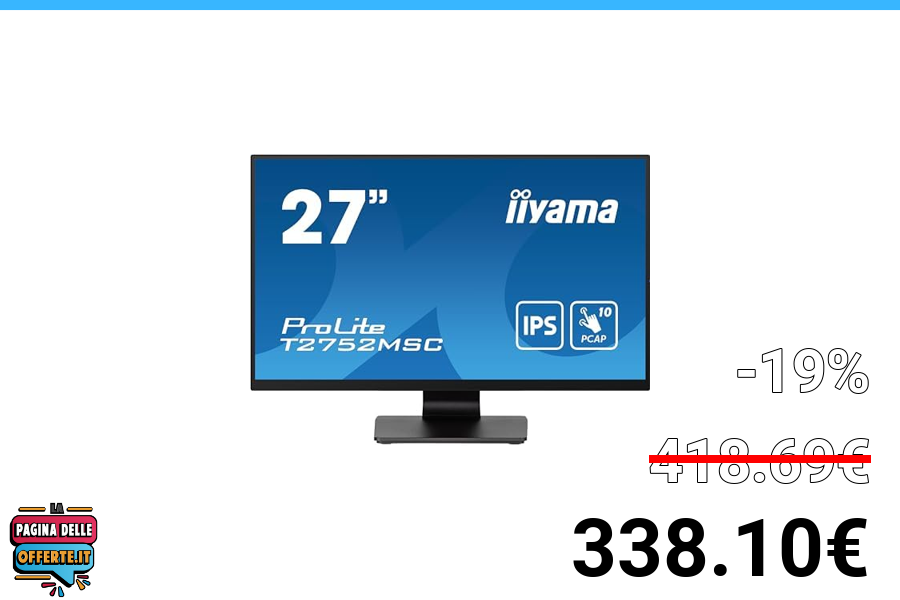 27”
iiyama
ProLite
T2752MSC
IPS
10
PCAP
-19%
418.69€
338.10€
LA
PAGINA DELLE
OFFERTE.IT